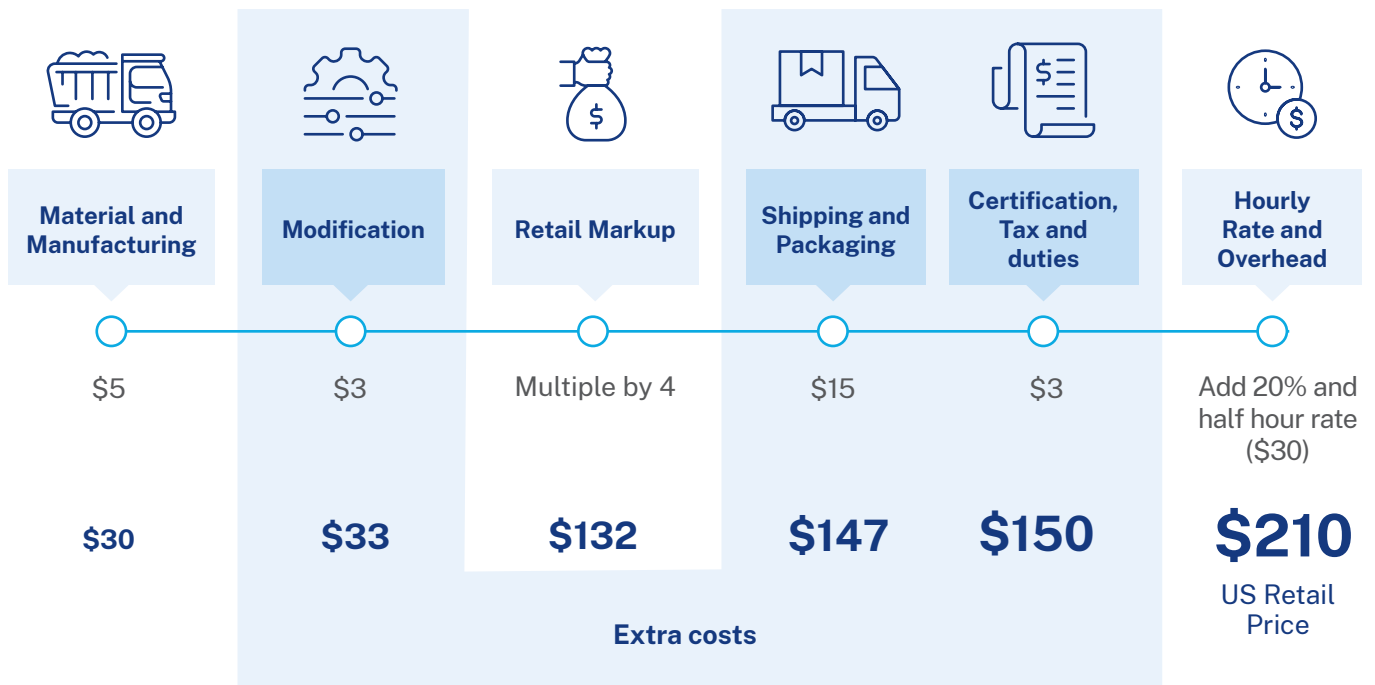 $
$
$
Material and
Manufacturing
Modification
Retail Markup
Shipping and
Packaging
Certification,
Tax and
duties
Hourly
Rate and
Overhead
$5
$3
Multiple by 4
$15
$3
Add 20% and
half hour rate
($30)
$30
$33
$132
$147
$150
$210
US Retail
Price
Extra costs